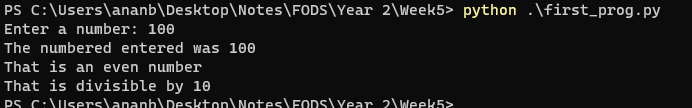 PS C:\Users\ananb\Desktop\Notes\FODS\Year 2\Week5> python .\first_prog.py
Enter a number: 100
The numbered entered was 100
That is an even number
That is divisible by 10
PS C:\Users\ananb\Desktop\Notes\FODS\Year 2\Week5>